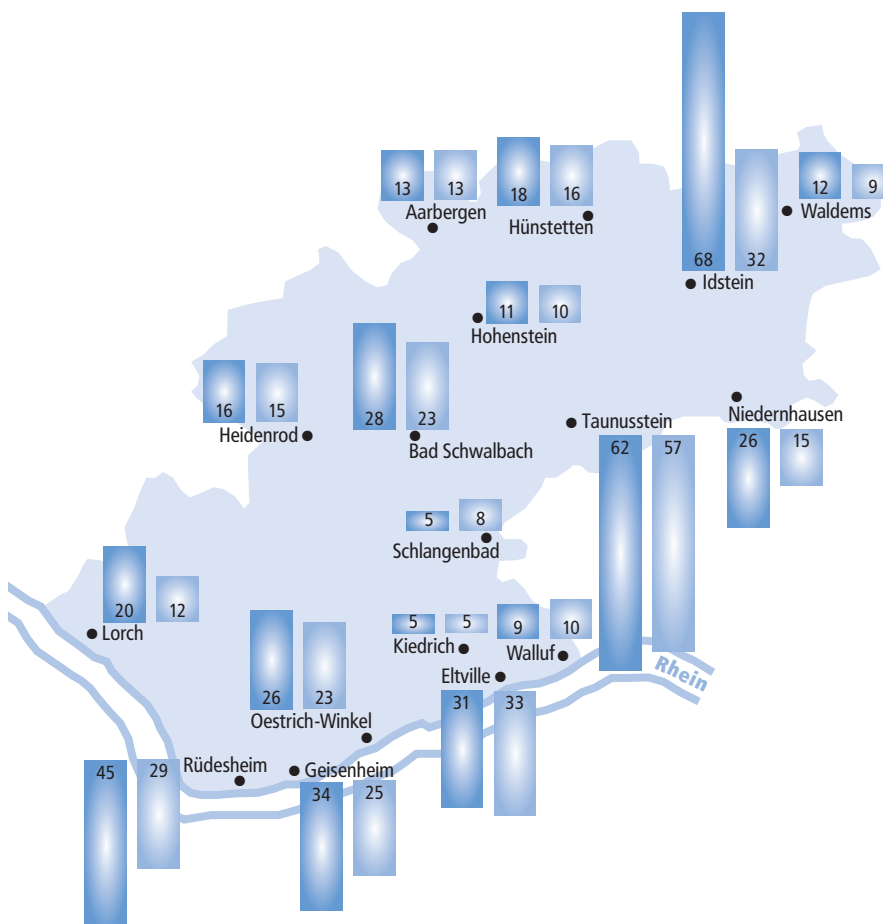 13 13
Aarbergen
18 16
Hünstetten
68 32
Idstein
12 9
Waldems
11 10
Hohenstein
16 15
Heidenrod
28 23
Bad Schwalbach
Taunusstein
62 57
Niedernhausen
26 15
5 8
Schlangenbad
20 12
Lorch
5 5
Kiedrich
9 10
Walluf
Eltville
31 33
Rhein
26 23
Oestrich-Winkel
Rüdesheim
45 29
Geisenheim
34 25